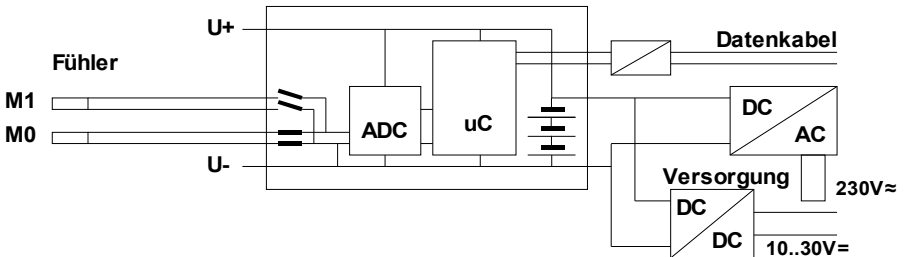 U+
Datenkabel
Fühler
M1
DC
ADC
uC
AC
M0
U-
Versorgung
230V≈
DC
DC
10..30V=